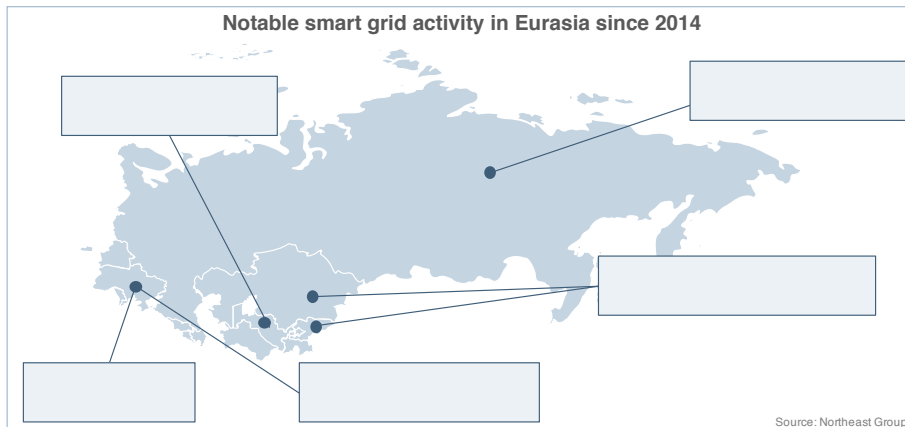 Notable smart grid activity in Eurasia since 2014
Source: Northeast Group